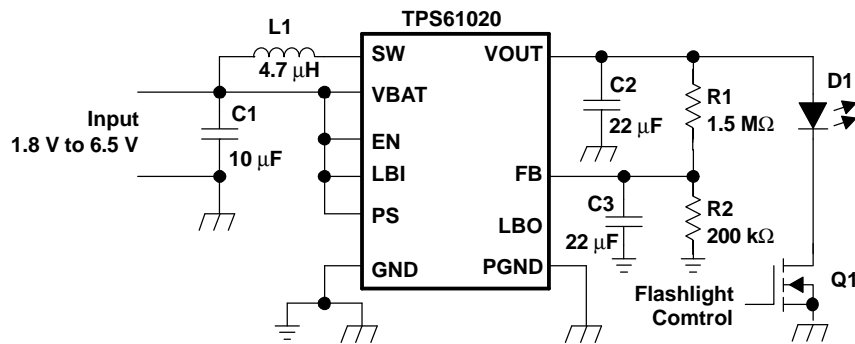 TPS61020
L1
4.7 μH
SW
VOUT
Input
1.8 V to 6.5 V
C1
10 μF
VBAT
EN
LBI
PS
GND
FB
LBO
PGND
C2
22 μF
R1
1.5 MΩ
D1
C3
22 μF
R2
200 kΩ
Flashlight
Comtrol
Q1